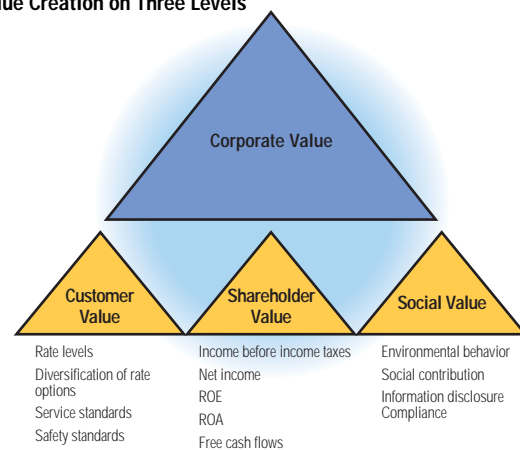 ue Creation on Three Levels
Corporate Value
Customer
Value
Shareholder
Value
Social Value
Rate levels
Diversification of rate
options
Service standards
Safety standards
Income before income taxes
Net income
ROE
ROA
Free cash flows
Environmental behavior
Social contribution
Information disclosure
Compliance